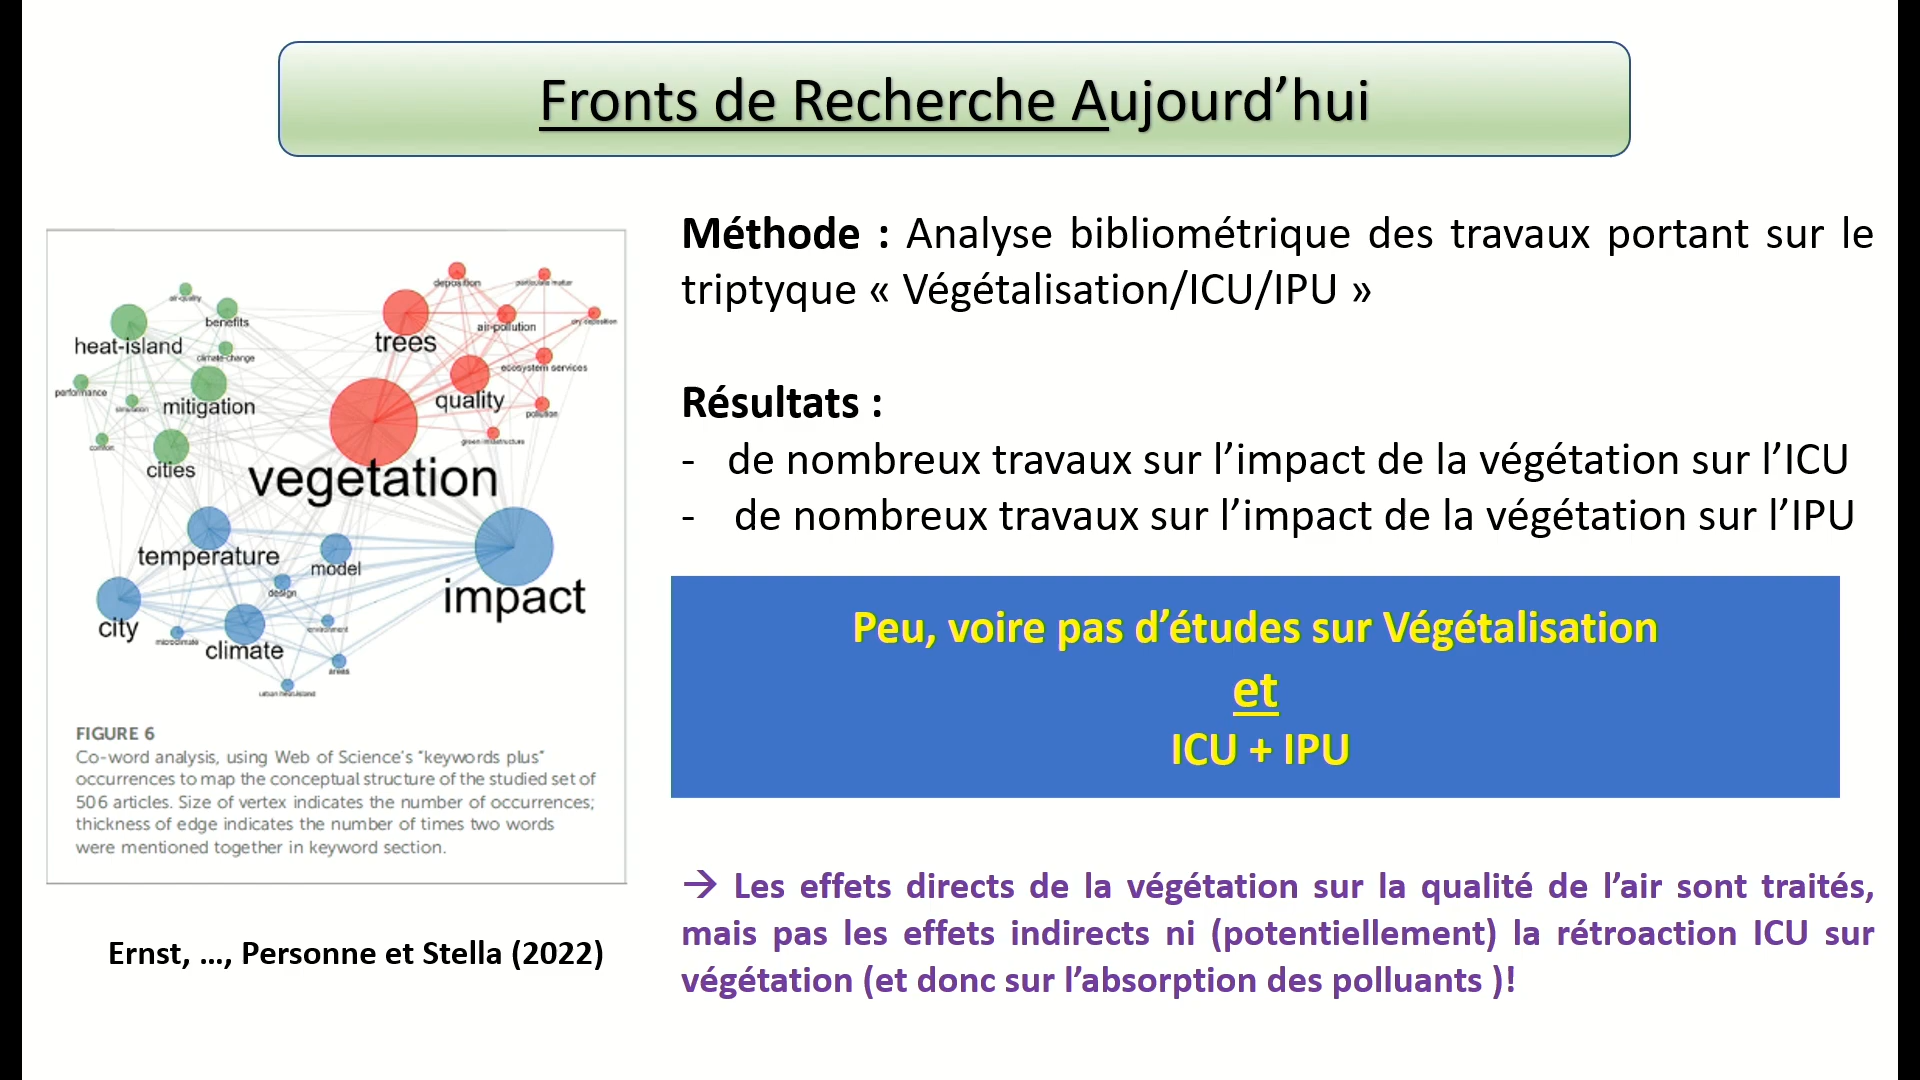 Fronts de Recherche Aujourd’hui
Méthode : Analyse bibliométrique des travaux portant sur le
triptyque « Végétalisation/ICU/IPU »
Résultats :
- de nombreux travaux sur l’impact de la végétation sur l’ICU
- de nombreux travaux sur l’impact de la végétation sur l’IPU
Peu, voire pas d’études sur Végétalisation
et
ICU + IPU
→ Les effets directs de la végétation sur la qualité de l’air sont traités,
mais pas les effets indirects ni (potentiellement) la rétroaction ICU sur
végétation (et donc sur l’absorption des polluants )!
air-quality
benefits
heat-island
climate-change
performance
simulation
mitigation
comfort
cities
deposition
particulate matter
trees
air-pollution
dry deposition
ecosystem services
quality
pollution
green infrastructure
vegetation
temperature
model
design
impact
city
microclimate
environment
climate
areas
urban heat-island
FIGURE 6
Co-word analysis, using Web of Science's "keywords plus"
occurrences to map the conceptual structure of the studied set of
506 articles. Size of vertex indicates the number of occurrences;
thickness of edge indicates the number of times two words
were mentioned together in keyword section.
Ernst, …, Personne et Stella (2022)